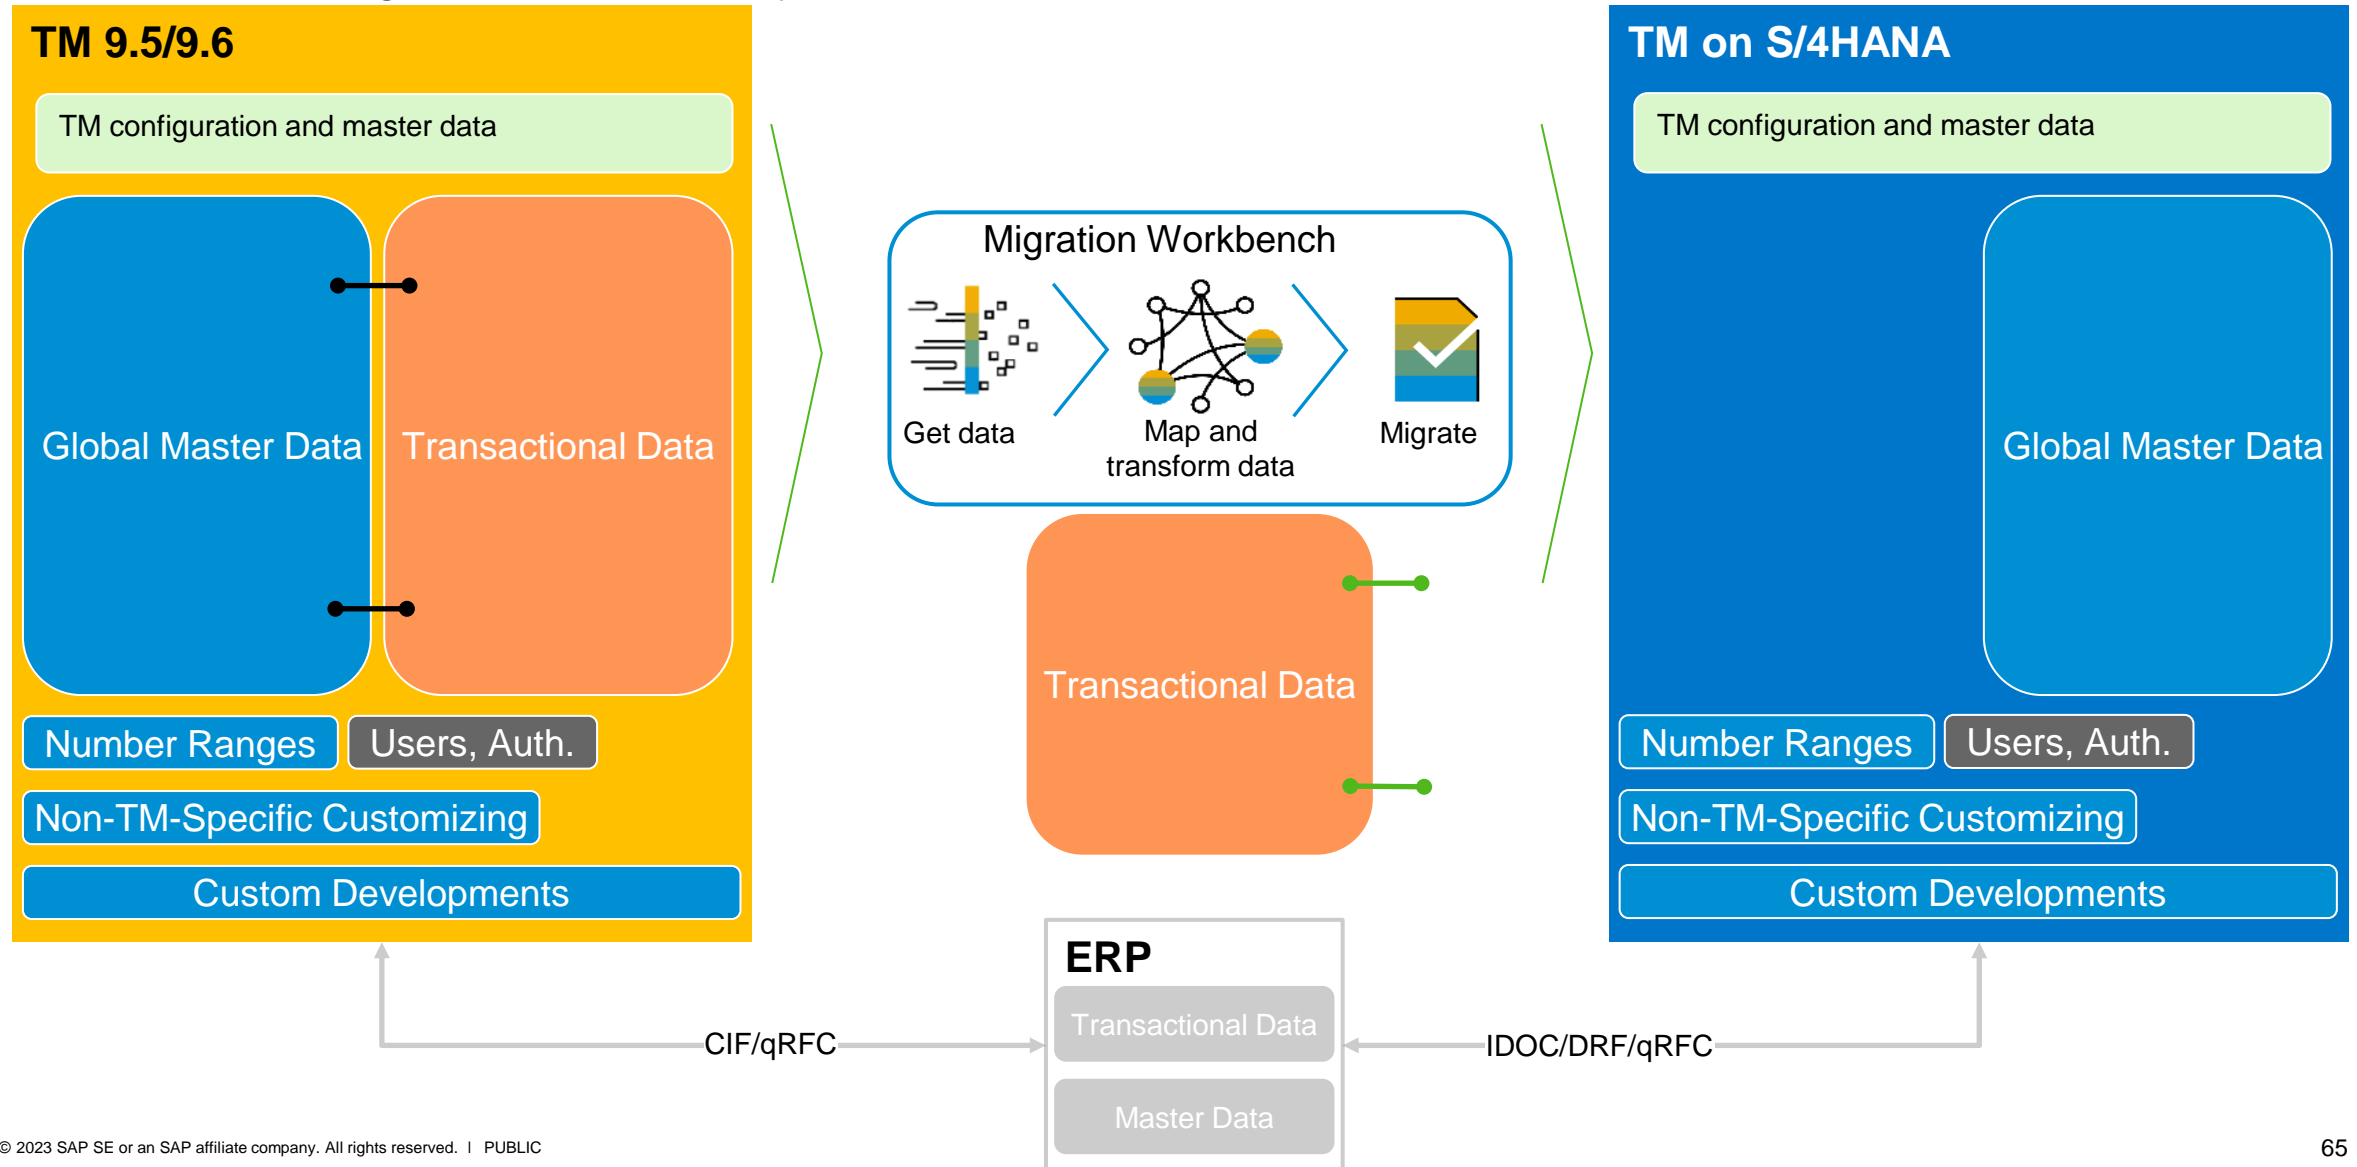 TM 9.5/9.6
TM configuration and master data
Global Master Data
Transactional Data
Number Ranges
Users, Auth.
Non-TM-Specific Customizing
Custom Developments
Migration Workbench
Get data
Map and
transform data
Migrate
Transactional Data
TM on S/4HANA
TM configuration and master data
Global Master Data
Number Ranges
Users, Auth.
Non-TM-Specific Customizing
Custom Developments
CIF/qRFC
ERP
Transactional Data
Master Data
IDOC/DRF/qRFC
© 2023 SAP SE or an SAP affiliate company. All rights reserved. I PUBLIC
65